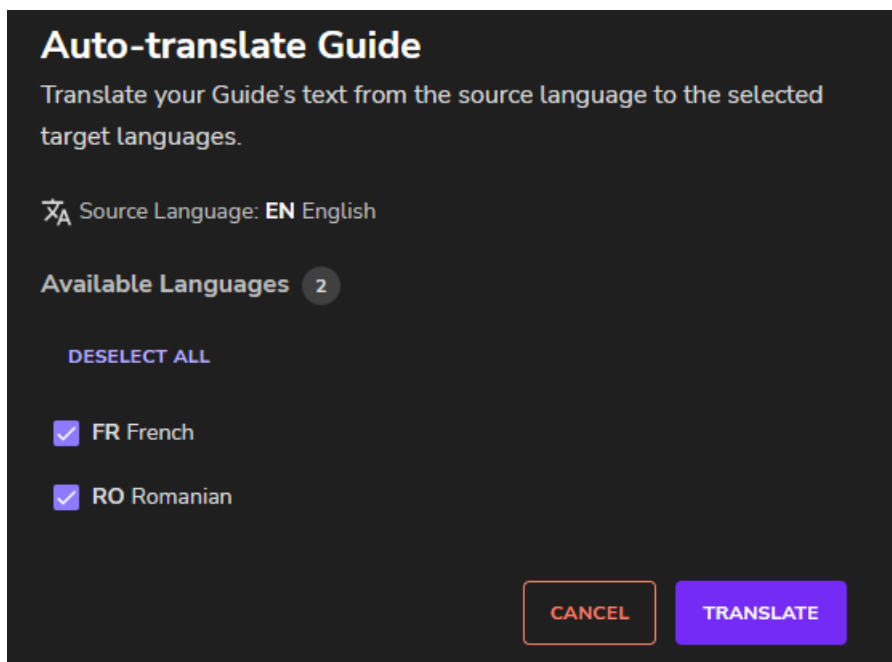 Auto-translate Guide
Translate your Guide’s text from the source language to the selected
target languages.
Source Language: EN English
Available Languages 2
DESELECT ALL
FR French
RO Romanian
CANCEL TRANSLATE